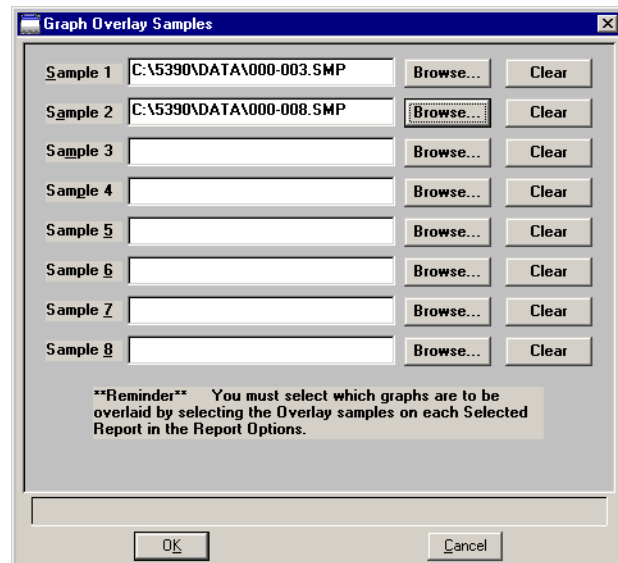 Graph Overlay Samples
Sample 1 C:\5390\DATA\000-003.SMP Browse... Clear
Sample 2 C:\5390\DATA\000-008.SMP Browse... Clear
Sample 3 Browse... Clear
Sample 4 Browse... Clear
Sample 5 Browse... Clear
Sample 6 Browse... Clear
Sample 7 Browse... Clear
Sample 8 Browse... Clear
**Reminder** You must select which graphs are to be
overlaid by selecting the Overlay samples on each Selected
Report in the Report Options.
OK Cancel